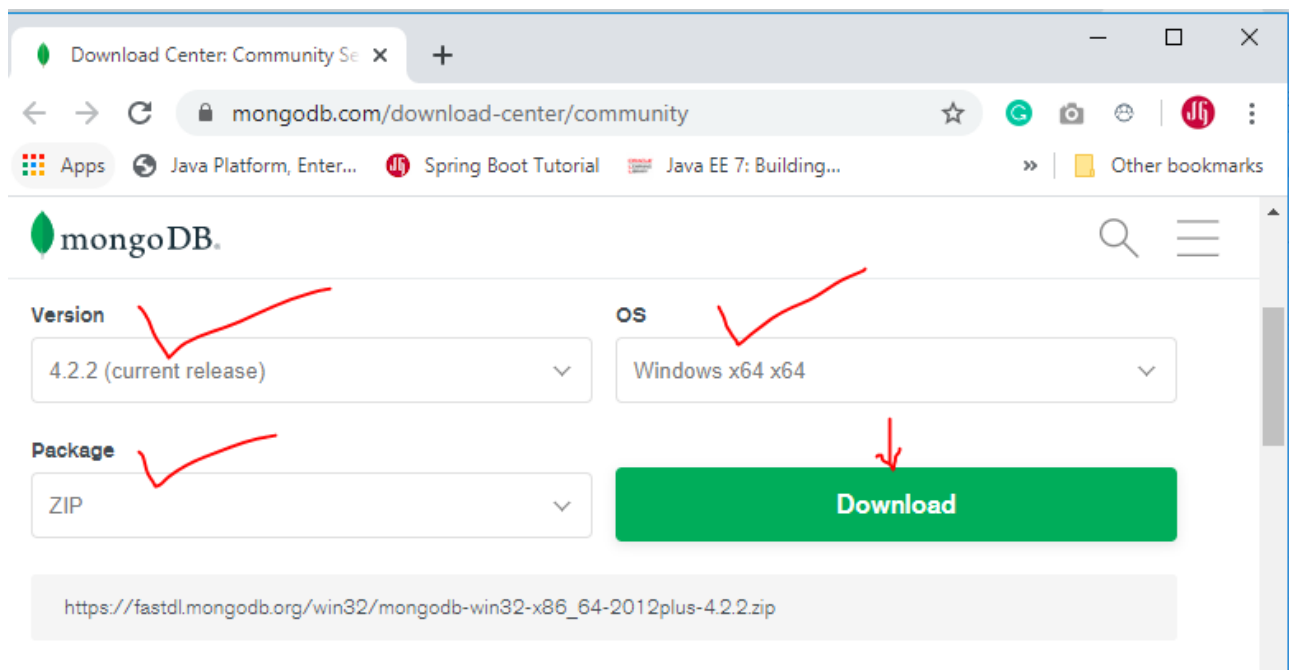 Download Center: Community Se
mongodb.com/download-center/community
Apps Java Platform, Enter... Spring Boot Tutorial Java EE 7: Building... » Other bookmarks
mongoDB.
Version OS
4.2.2 (current release) Windows x64 x64
Package
ZIP Download
https://fastdl.mongodb.org/win32/mongodb-win32-x86_64-2012plus-4.2.2.zip